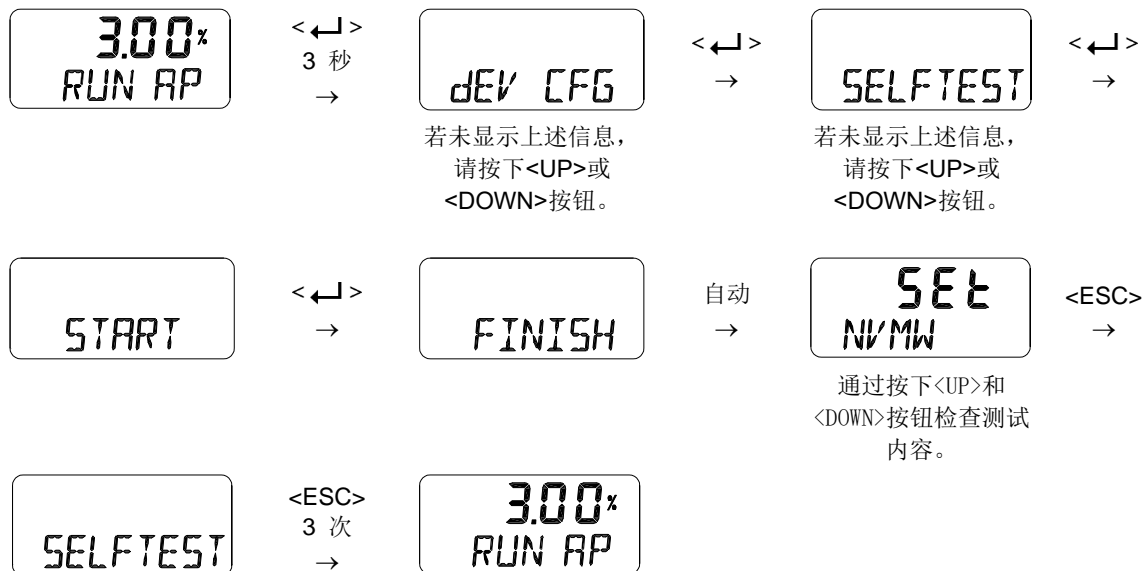 3.00%
RUN AP
< ↵ >
3 秒
→
dEV CFG
若未显示上述信息，
请按下<UP>或
<DOWN>按钮。
< ↵ >
→
SELFTEST
若未显示上述信息，
请按下<UP>或
<DOWN>按钮。
< ↵ >
→
START
< ↵ >
→
FINISH
自动
→
SEt
NVMW
通过按下<UP>和
<DOWN>按钮检查测试
内容。
<ESC>
→
SELFTEST
<ESC>
3 次
→
3.00%
RUN AP